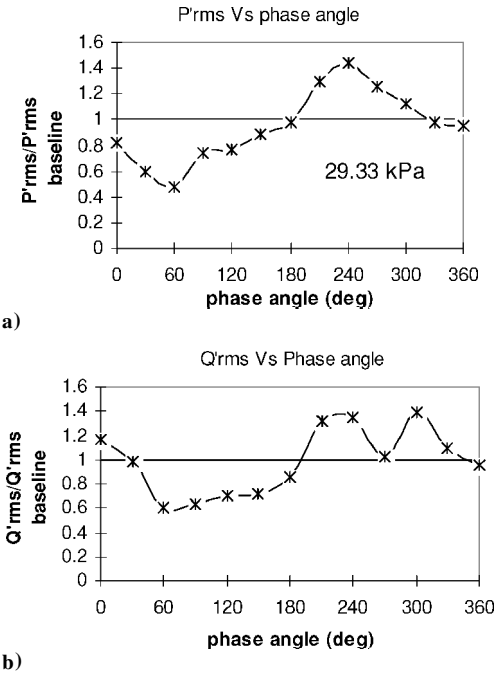 P'rms Vs phase angle
1.6
1.4
1.2
1
0.8
0.6
0.4
0.2
0
P'rms/P'rms
baseline
29.33 kPa
0 60 120 180 240 300 360
phase angle (deg)
a)
Q'rms Vs Phase angle
1.6
1.4
1.2
1
0.8
0.6
0.4
0.2
0
Q'rms/Q'rms
baseline
0 60 120 180 240 300 360
phase angle (deg)
b)